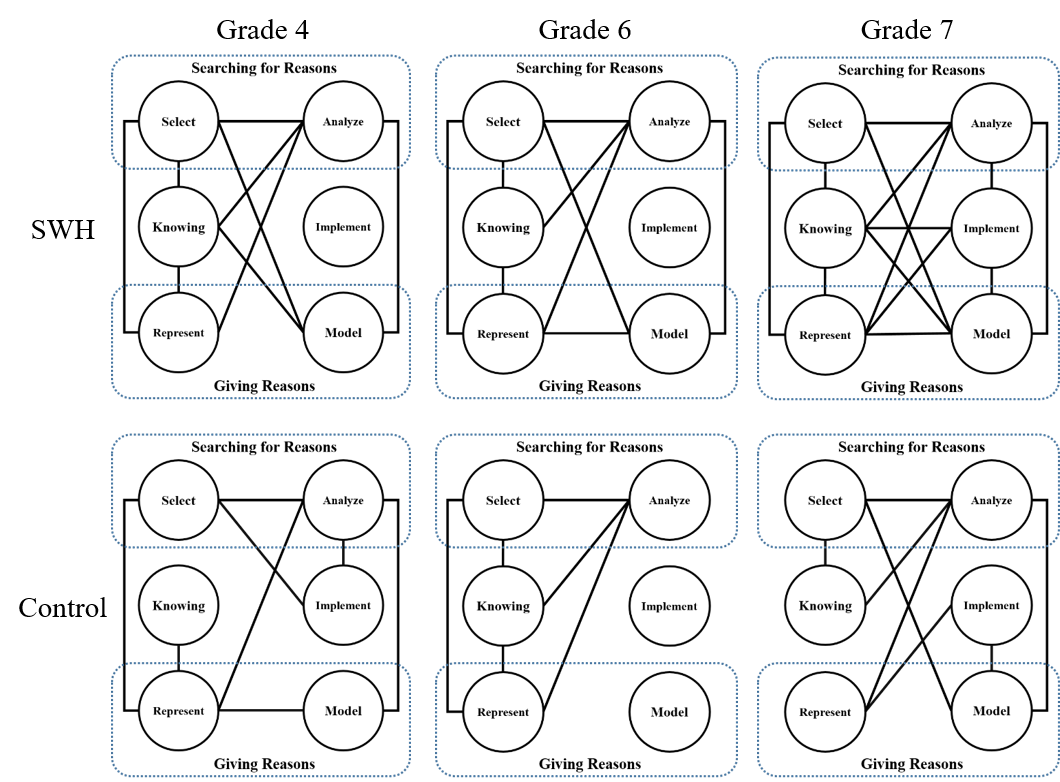 Grade 4 Grade 6 Grade 7
Searching for Reasons Searching for Reasons Searching for Reasons
Select Analyze Select Analyze Select Analyze
SWH Knowing Implement Knowing Implement Knowing Implement
Represent Model Represent Model Represent Model
Giving Reasons Giving Reasons Giving Reasons
Searching for Reasons Searching for Reasons Searching for Reasons
Select Analyze Select Analyze Select Analyze
Control Knowing Implement Knowing Implement Knowing Implement
Represent Model Represent Model Represent Model
Giving Reasons Giving Reasons Giving Reasons